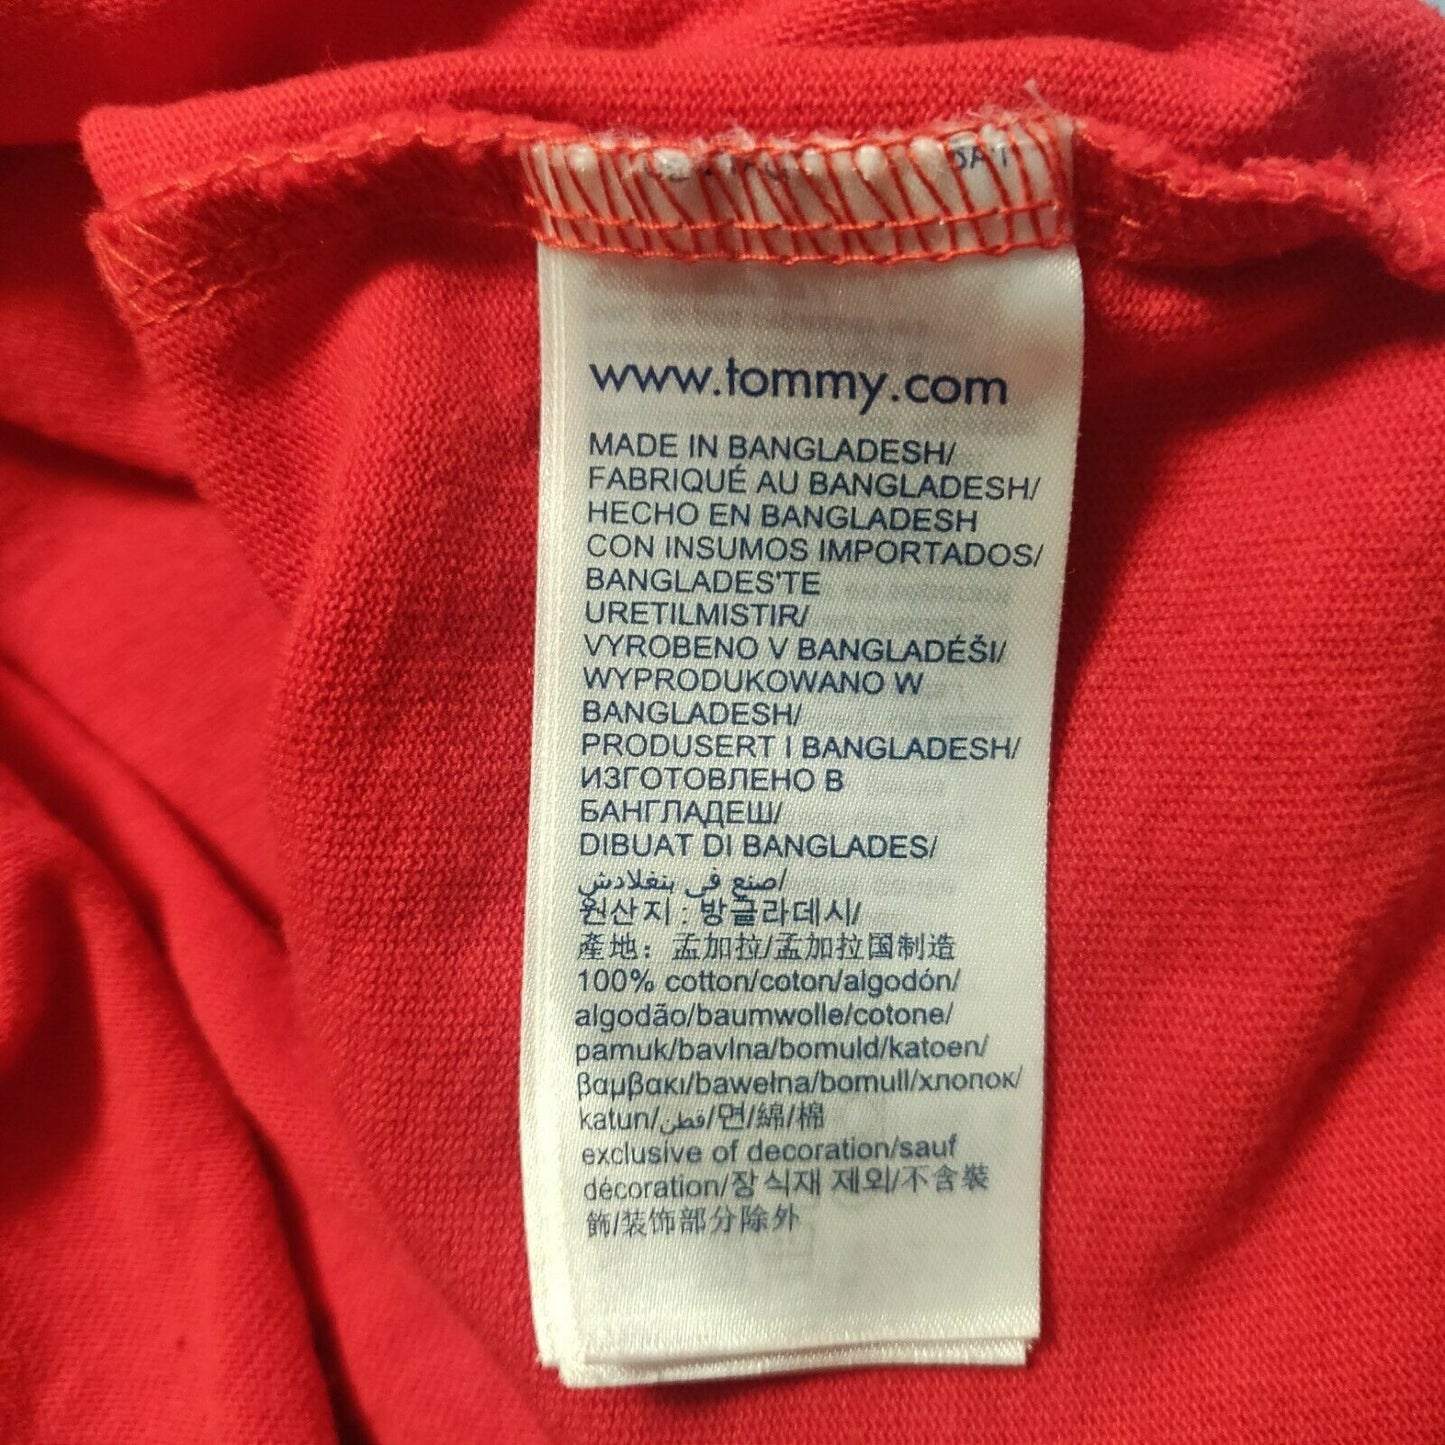 www.tommy.com
MADE IN BANGLADESH/
FABRIQUÉ AU BANGLADESH/
HECHO EN BANGLADESH
CON INSUMOS IMPORTADOS/
BANGLADES'TE
URETILMISTIR/
VYROBENO V BANGLADÉŠI/
WYPRODUKOWANO W
BANGLADESH/
PRODUSERT I BANGLADESH/
ИЗГОТОВЛЕНО В
БАНГЛАДЕШ/
DIBUAT DI BANGLADES/
صنع في بنغلادش/
원산지 : 방글라데시/
產地: 孟加拉/孟加拉国制造
100% cotton/coton/algodón/
algodão/baumwolle/cotone/
pamuk/bavlna/bomuld/katoen/
βαμβακι/bawełna/bomull/хлопок/
katun/قطن/면/綿/棉
exclusive of decoration/sauf
décoration/장식재 제외/不含裝
飾/装饰部分除外